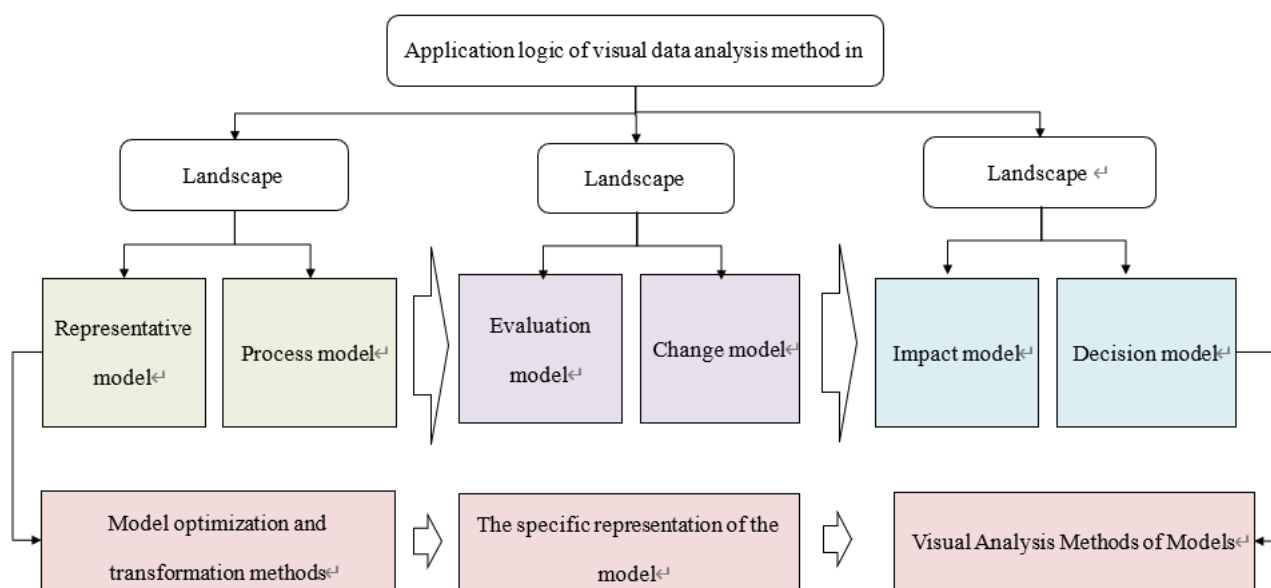 Application logic of visual data analysis method in
Landscape
Landscape
Landscape ↵
Representative
model↵
Process model↵
Evaluation
model↵
Change model↵
Impact model↵
Decision model↵
Model optimization and
transformation methods↵
The specific representation of the
model↵
Visual Analysis Methods of Models↵